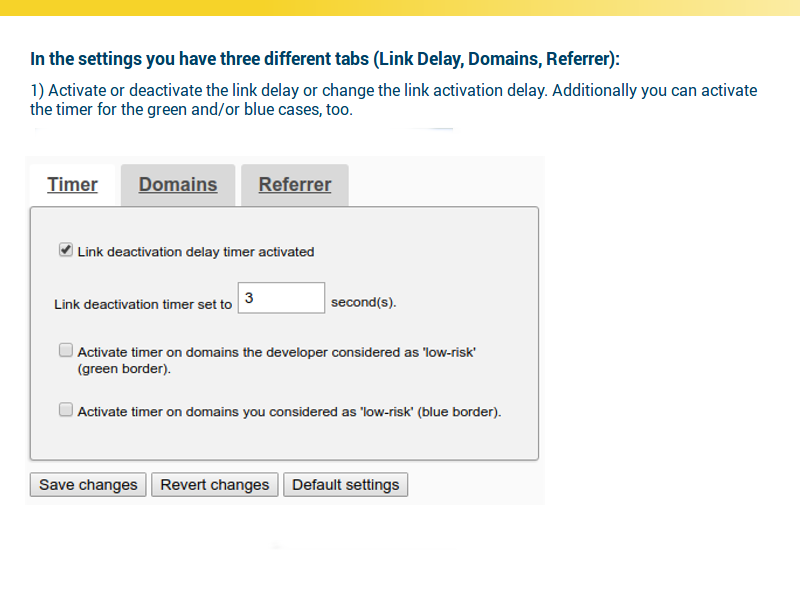 In the settings you have three different tabs (Link Delay, Domains, Referrer):
1) Activate or deactivate the link delay or change the link activation delay. Additionally you can activate
the timer for the green and/or blue cases, too.
Timer Domains Referrer
Link deactivation delay timer activated
Link deactivation timer set to 3 second(s).
Activate timer on domains the developer considered as 'low-risk'
(green border).
Activate timer on domains you considered as 'low-risk' (blue border).
Save changes Revert changes Default settings